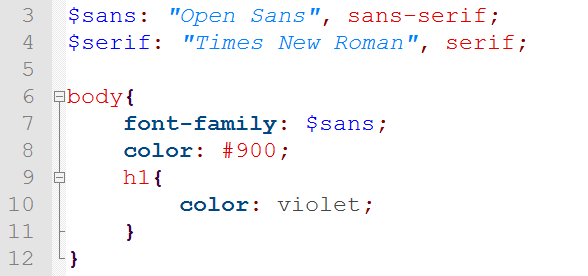 3 $sans: "Open Sans", sans-serif;
4 $serif: "Times New Roman", serif;
5
6 body{
7 font-family: $sans;
8 color: #900;
9 h1{
10 color: violet;
11 }
12 }